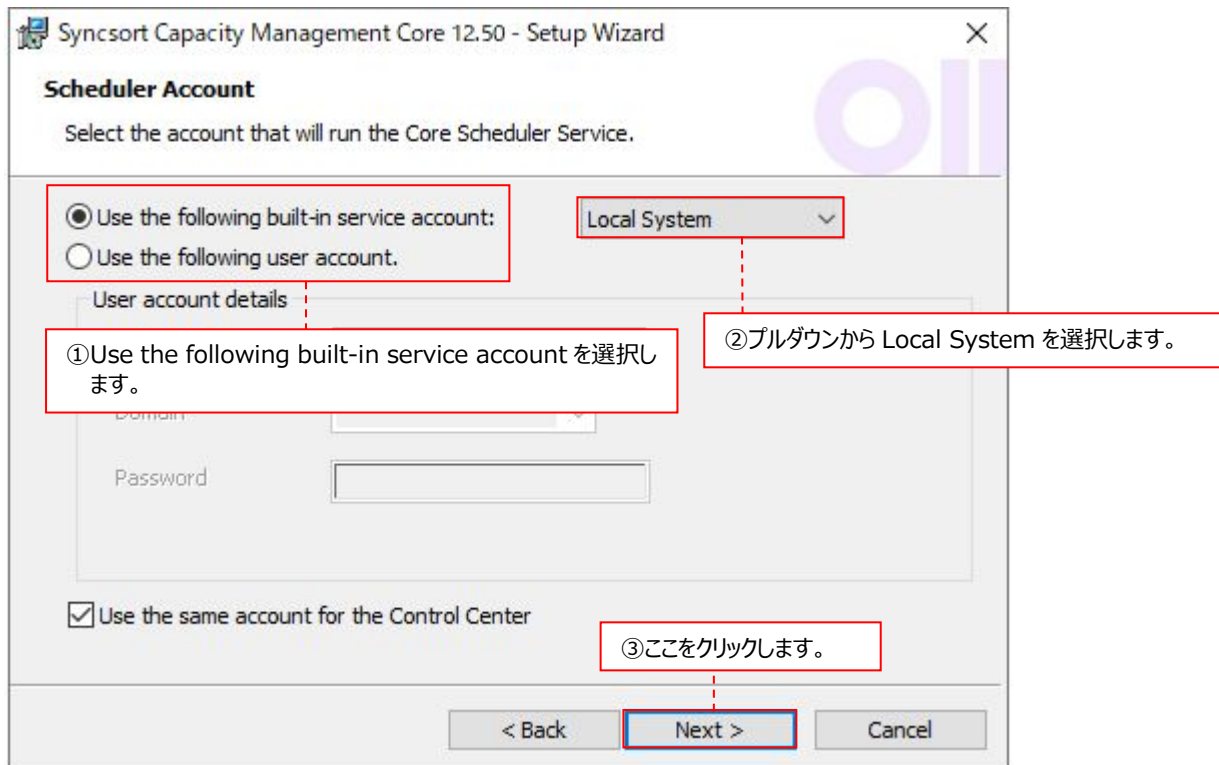 Syncsort Capacity Management Core 12.50 - Setup Wizard
Scheduler Account
Select the account that will run the Core Scheduler Service.
Use the following built-in service account:
Local System
Use the following user account.
User account details
①Use the following built-in service account を選択し
ます。
②プルダウンから Local System を選択します。
Domain
Password
Use the same account for the Control Center
③ここをクリックします。
< Back
Next >
Cancel